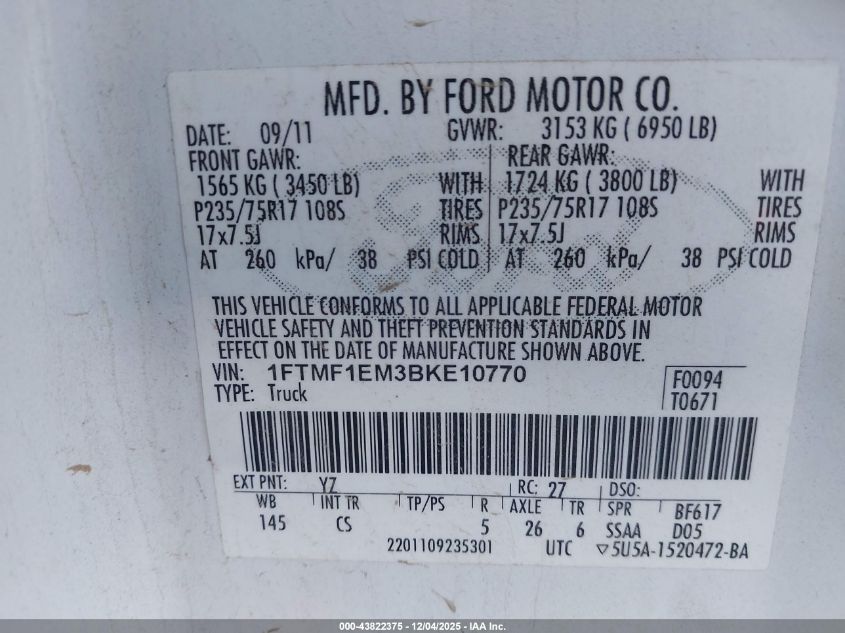 MFD. BY FORD MOTOR CO.
DATE: 09/11 GVWR: 3153 KG ( 6950 LB)
FRONT GAWR: REAR GAWR:
1565 KG ( 3450 LB) WITH 1724 KG ( 3800 LB) WITH
P235/75R17 108S TIRES P235/75R17 108S TIRES
17x7.5J RIMS 17x7.5J RIMS
AT 260 kPa/ 38 PSI COLD AT 260 kPa/ 38 PSI COLD
THIS VEHICLE CONFORMS TO ALL APPLICABLE FEDERAL MOTOR
VEHICLE SAFETY AND THEFT PREVENTION STANDARDS IN
EFFECT ON THE DATE OF MANUFACTURE SHOWN ABOVE.
VIN: 1FTMF1EM3BKE10770 F0094
TYPE: Truck T0671
EXT PNT: YZ RC: 27 DSO:
WB INT TR TP/PS R AXLE TR SPR BF617
145 CS 5 26 6 SSAA D05
2201109235301 UTC ▽5U5A-1520472-BA
000-43822375 - 12/04/2025 - IAA Inc.